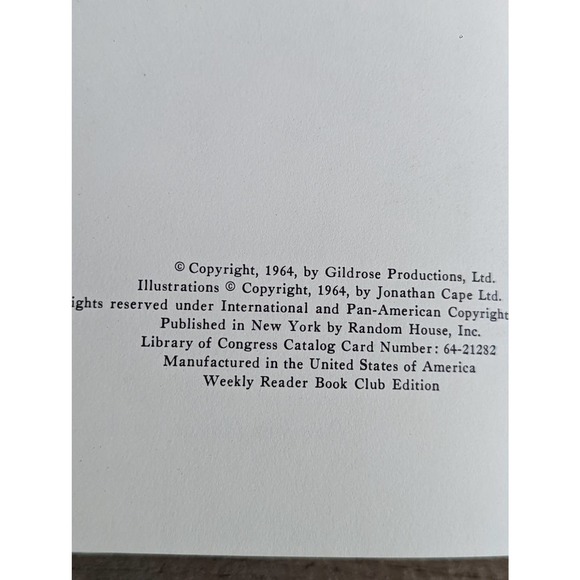 © Copyright, 1964, by Gildrose Productions, Ltd.
Illustrations © Copyright, 1964, by Jonathan Cape Ltd.
ights reserved under International and Pan-American Copyright
Published in New York by Random House, Inc.
Library of Congress Catalog Card Number: 64-21282
Manufactured in the United States of America
Weekly Reader Book Club Edition